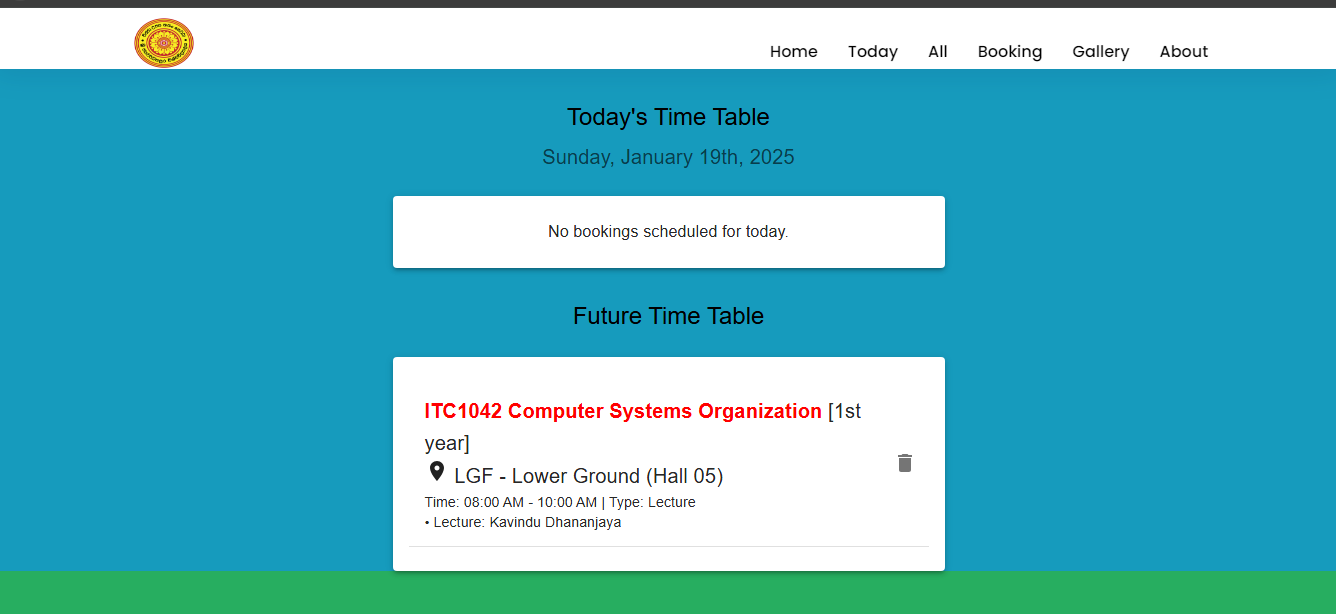 Home Today All Booking Gallery About
Today's Time Table
Sunday, January 19th, 2025
No bookings scheduled for today.
Future Time Table
ITC1042 Computer Systems Organization [1st
year]
LGF - Lower Ground (Hall 05)
Time: 08:00 AM - 10:00 AM | Type: Lecture
• Lecture: Kavindu Dhananjaya